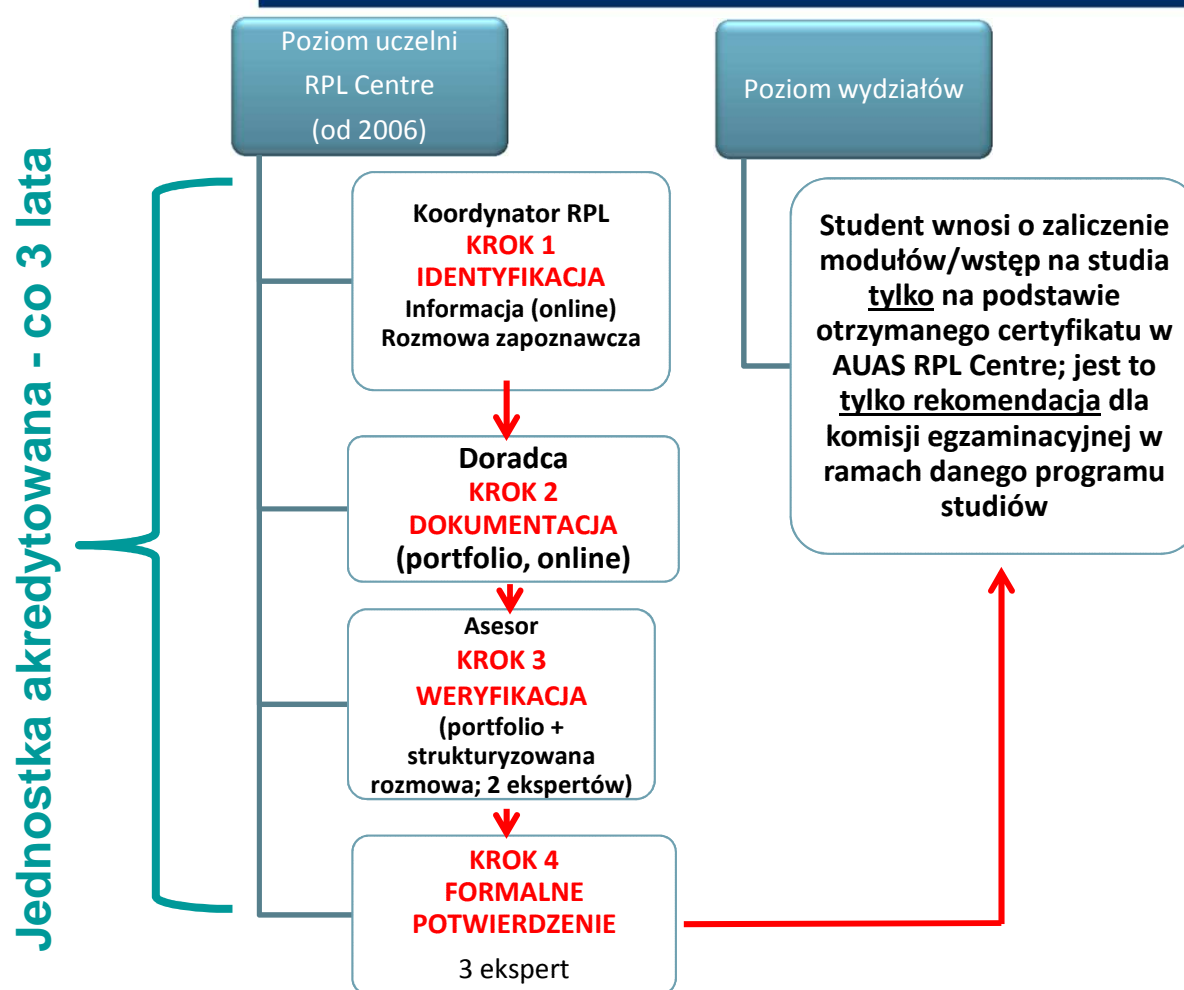 Poziom uczelni
RPL Centre
(od 2006)
Poziom wydziałów
Jednostka akredytowana - co 3 lata
Koordynator RPL
KROK 1
IDENTYFIKACJA
Informacja (online)
Rozmowa zapoznawcza
Doradca
KROK 2
DOKUMENTACJA
(portfolio, online)
Asesor
KROK 3
WERYFIKACJA
(portfolio +
strukturyzowana
rozmowa; 2 ekspertów)
KROK 4
FORMALNE
POTWIERDZENIE
3 ekspert
Student wnosi o zaliczenie
modułów/wstęp na studia
tylko na podstawie
otrzymanego certyfikatu w
AUAS RPL Centre; jest to
tylko rekomendacja dla
komisji egzaminacyjnej w
ramach danego programu
studiów